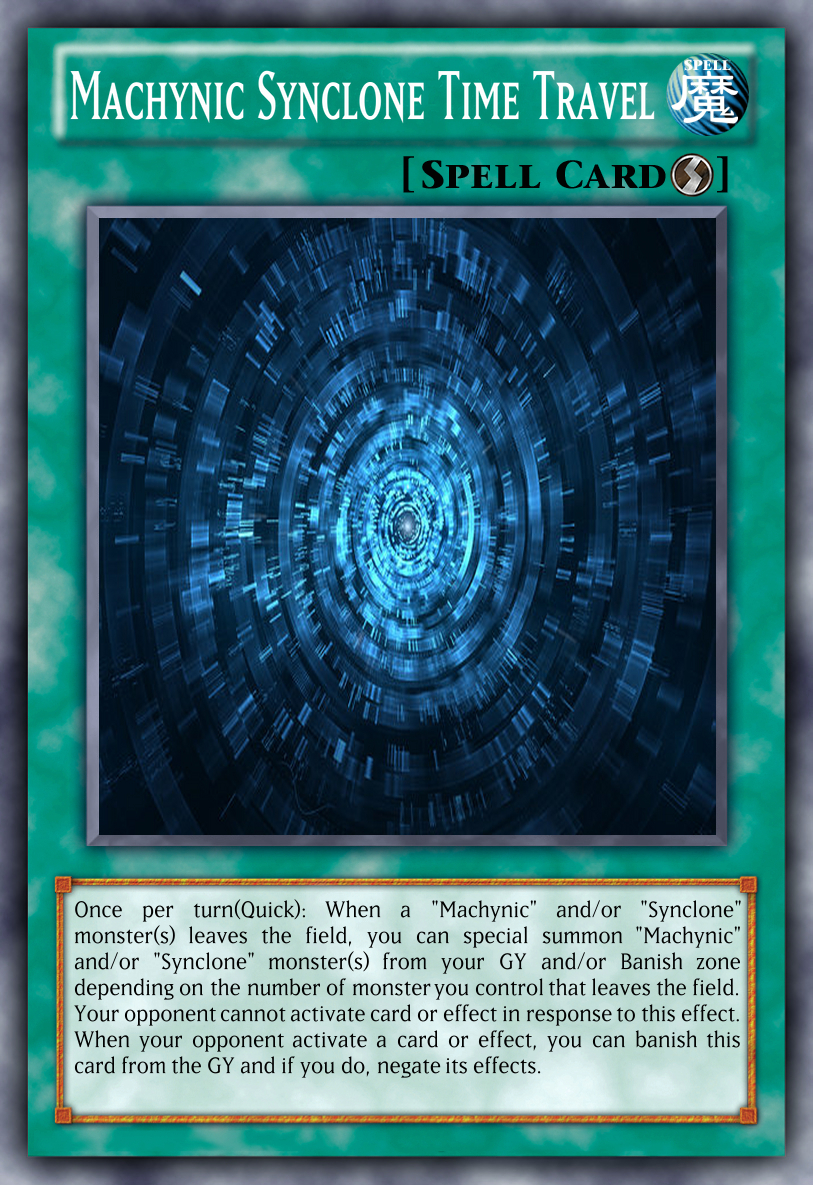 Machynic Synclone Time Travel
SPELL
魔
[Spell Card]
Once per turn(Quick): When a "Machynic" and/or "Synclone"
monster(s) leaves the field, you can special summon "Machynic"
and/or "Synclone" monster(s) from your GY and/or Banish zone
depending on the number of monster you control that leaves the field.
Your opponent cannot activate card or effect in response to this effect.
When your opponent activate a card or effect, you can banish this
card from the GY and if you do, negate its effects.